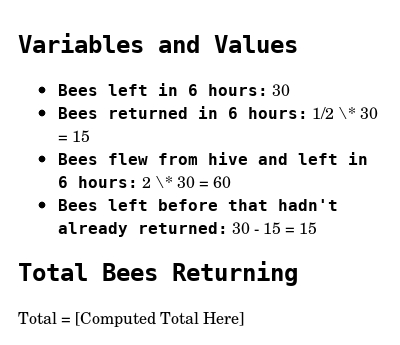 Variables and Values
• Bees left in 6 hours: 30
• Bees returned in 6 hours: 1/2 \* 30
= 15
• Bees flew from hive and left in
6 hours: 2 \* 30 = 60
• Bees left before that hadn't
already returned: 30 - 15 = 15
Total Bees Returning
Total = [Computed Total Here]